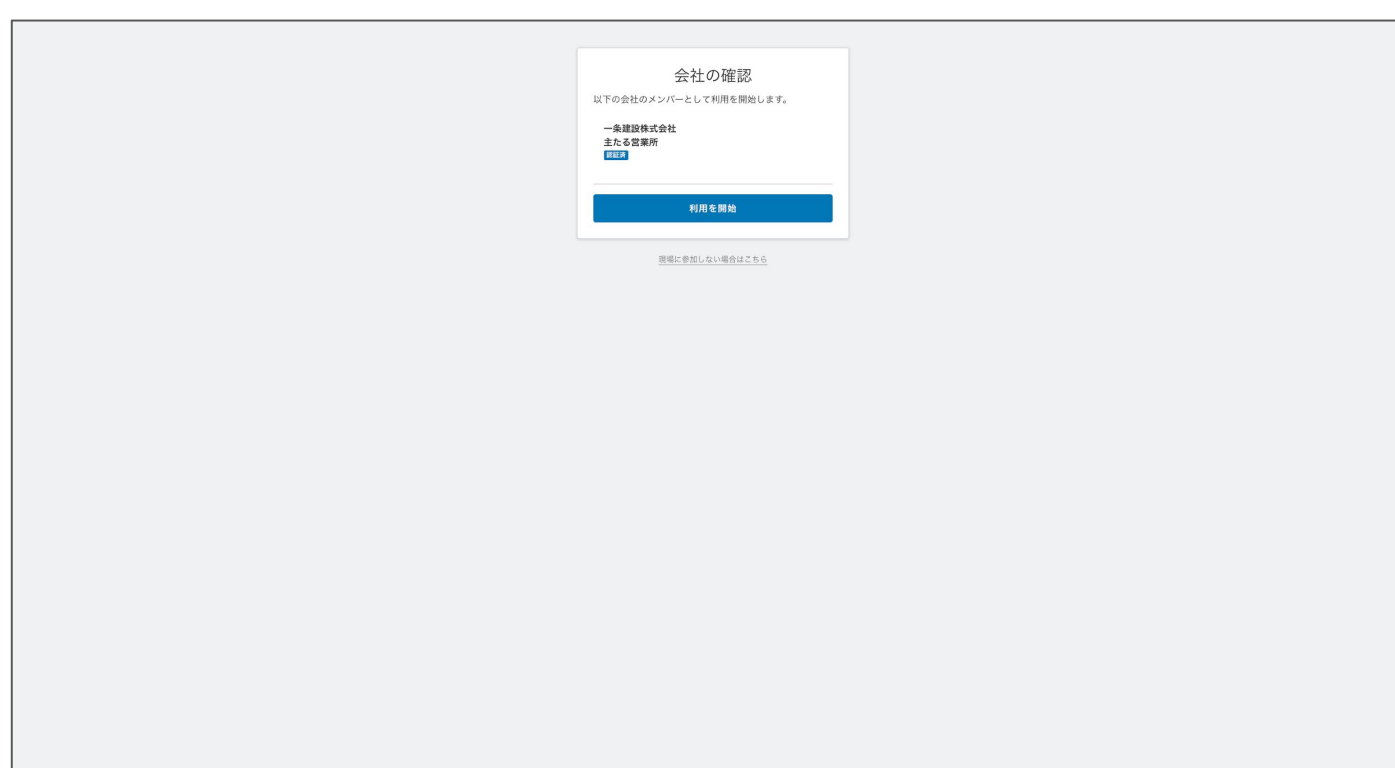 会社の確認
以下の会社のメンバーとして利用を開始します。
一条建設株式会社
主たる営業所
認証済
利用を開始
現場に参加しない場合はこちら